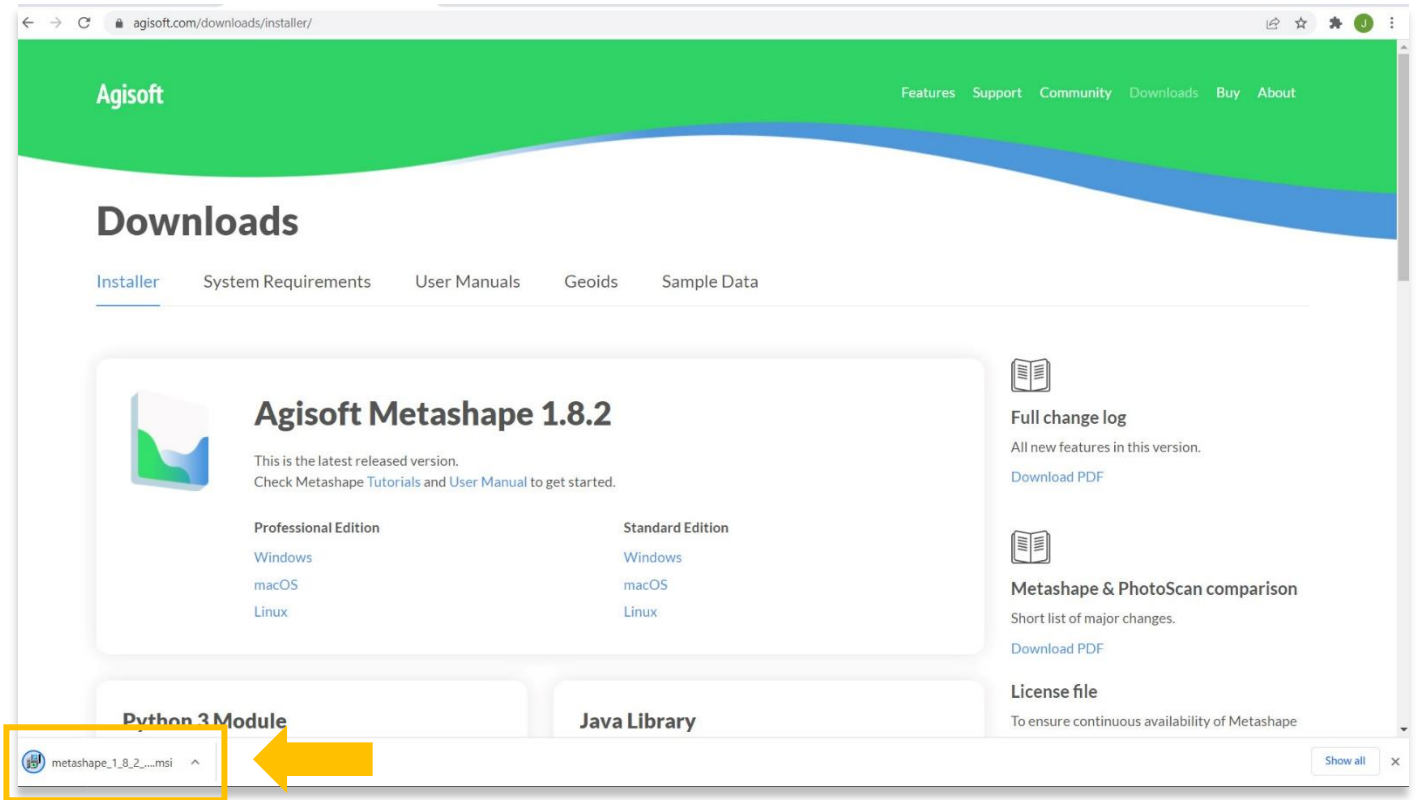 agisoft.com/downloads/installer/
J
Agisoft
Features Support Community Downloads Buy About
Downloads
Installer System Requirements User Manuals Geoids Sample Data
Agisoft Metashape 1.8.2
This is the latest released version.
Check Metashape Tutorials and User Manual to get started.
Professional Edition
Windows
macOS
Linux
Standard Edition
Windows
macOS
Linux
Full change log
All new features in this version.
Download PDF
Metashape & PhotoScan comparison
Short list of major changes.
Download PDF
License file
To ensure continuous availability of Metashape
Python 3 Module
Java Library
metashape_1_8_2_....msi
Show all